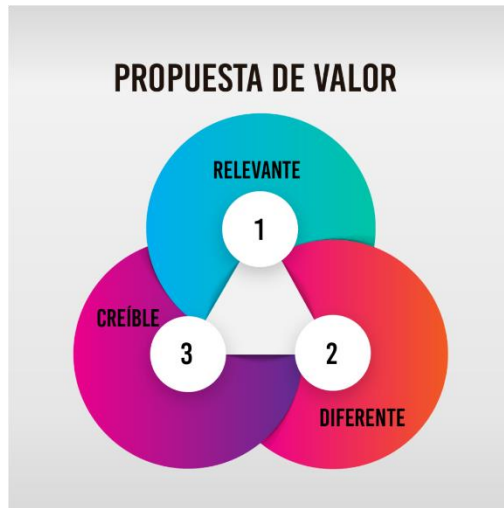 PROPUESTA DE VALOR
RELEVANTE
1
CREÍBLE
3
2
DIFERENTE